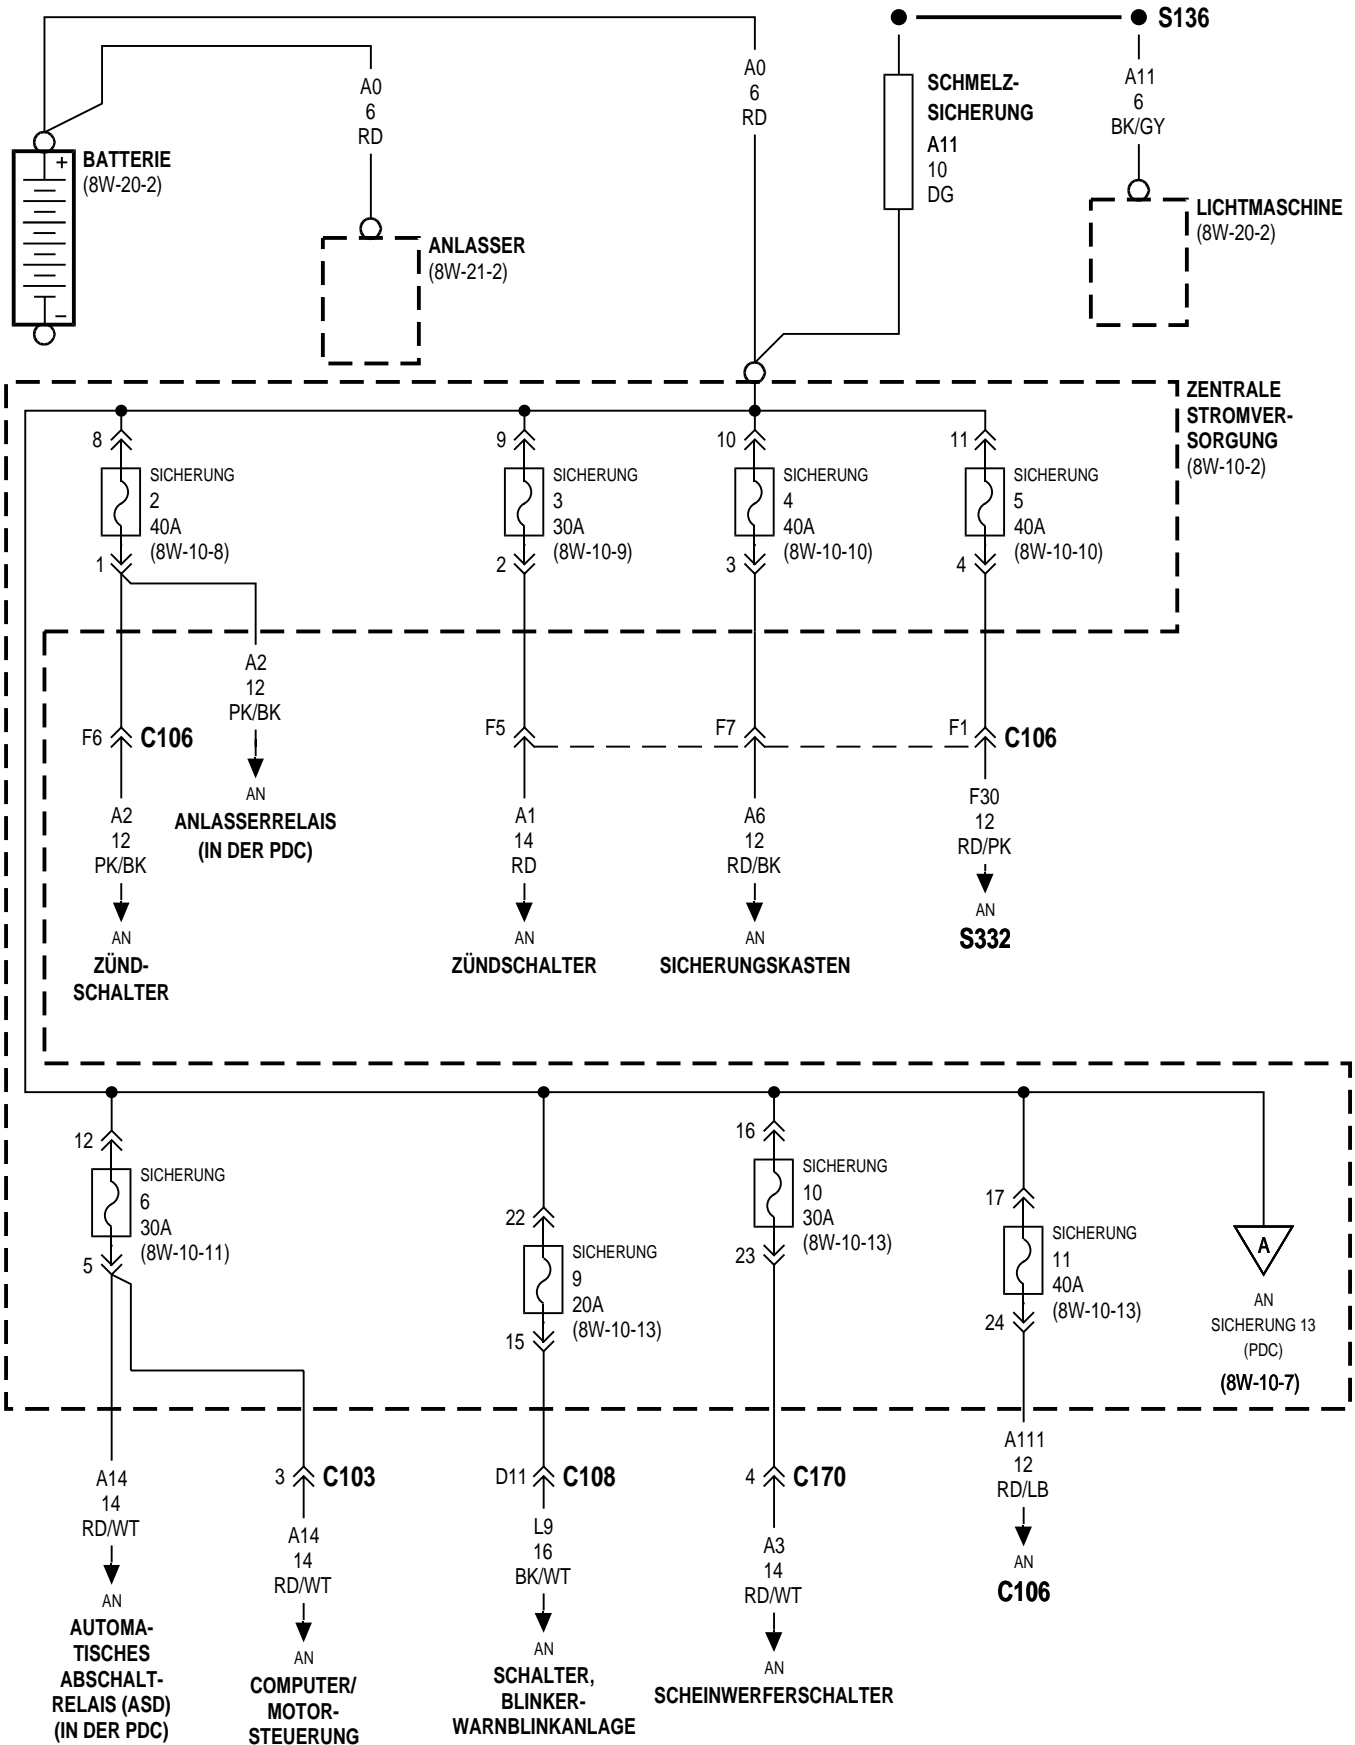 S136
A0
6
RD
A0
6
RD
SCHMELZ-
SICHERUNG
A11
10
DG
A11
6
BK/GY
+
BATTERIE
(8W-20-2)
–
ANLASSER
(8W-21-2)
LICHTMASCHINE
(8W-20-2)
ZENTRALE
STROMVER-
SORGUNG
(8W-10-2)
8
SICHERUNG
2
40A
(8W-10-8)
1
9
SICHERUNG
3
30A
(8W-10-9)
2
10
SICHERUNG
4
40A
(8W-10-10)
3
11
SICHERUNG
5
40A
(8W-10-10)
4
A2
12
PK/BK
AN
ANLASSERRELAIS
(IN DER PDC)
F6
C106
A2
12
PK/BK
AN
ZÜND-
SCHALTER
F5
A1
14
RD
AN
ZÜNDSCHALTER
F7
A6
12
RD/BK
AN
SICHERUNGSKASTEN
F1
C106
F30
12
RD/PK
AN
S332
12
SICHERUNG
6
30A
(8W-10-11)
5
22
SICHERUNG
9
20A
(8W-10-13)
15
16
SICHERUNG
10
30A
(8W-10-13)
23
17
SICHERUNG
11
40A
(8W-10-13)
24
A
AN
SICHERUNG 13
(PDC)
(8W-10-7)
A14
14
RD/WT
AN
AUTOMA-
TISCHES
ABSCHALT-
RELAIS (ASD)
(IN DER PDC)
3
C103
A14
14
RD/WT
AN
COMPUTER/
MOTOR-
STEUERUNG
D11
C108
L9
16
BK/WT
AN
SCHALTER,
BLINKER-
WARNBLINKANLAGE
4
C170
A3
14
RD/WT
AN
SCHEINWERFERSCHALTER
A111
12
RD/LB
AN
C106